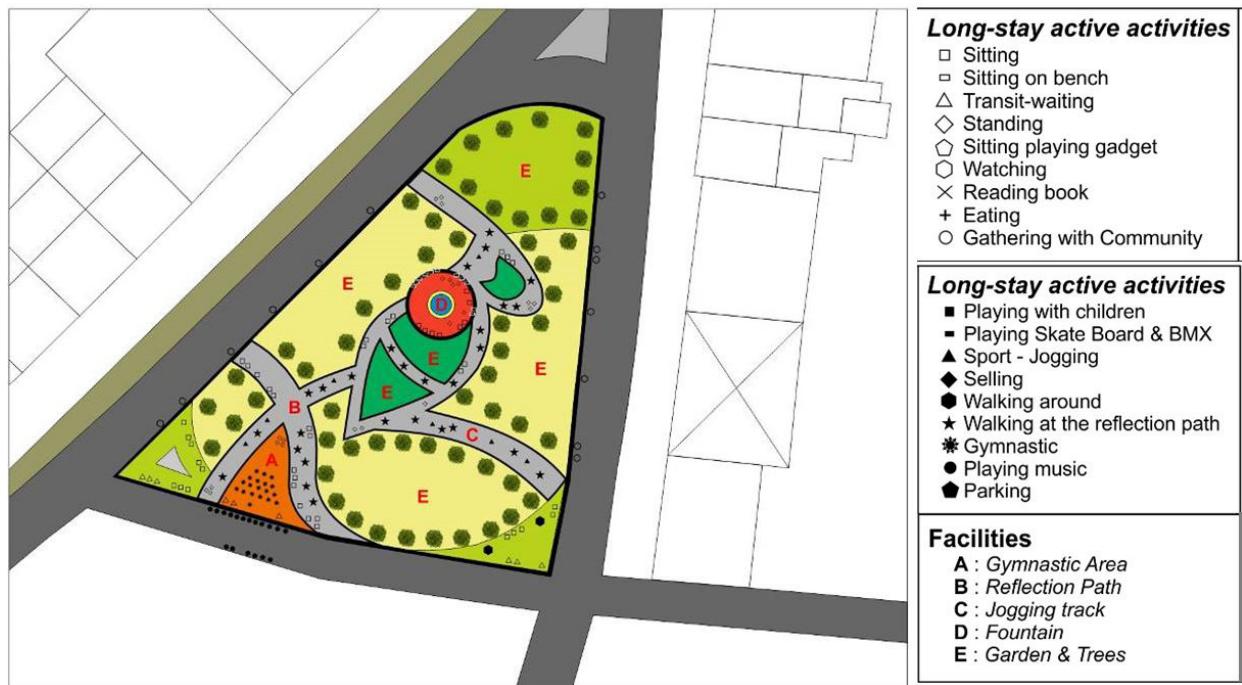 E
E
D
E
E
E
B
C
A
E
Long-stay active activities
Sitting
Sitting on bench
Transit-waiting
Standing
Sitting playing gadget
Watching
Reading book
Eating
Gathering with Community
Long-stay active activities
Playing with children
Playing Skate Board & BMX
Sport - Jogging
Selling
Walking around
Walking at the reflection path
Gymnastic
Playing music
Parking
Facilities
A : Gymnastic Area
B : Reflection Path
C : Jogging track
D : Fountain
E : Garden & Trees